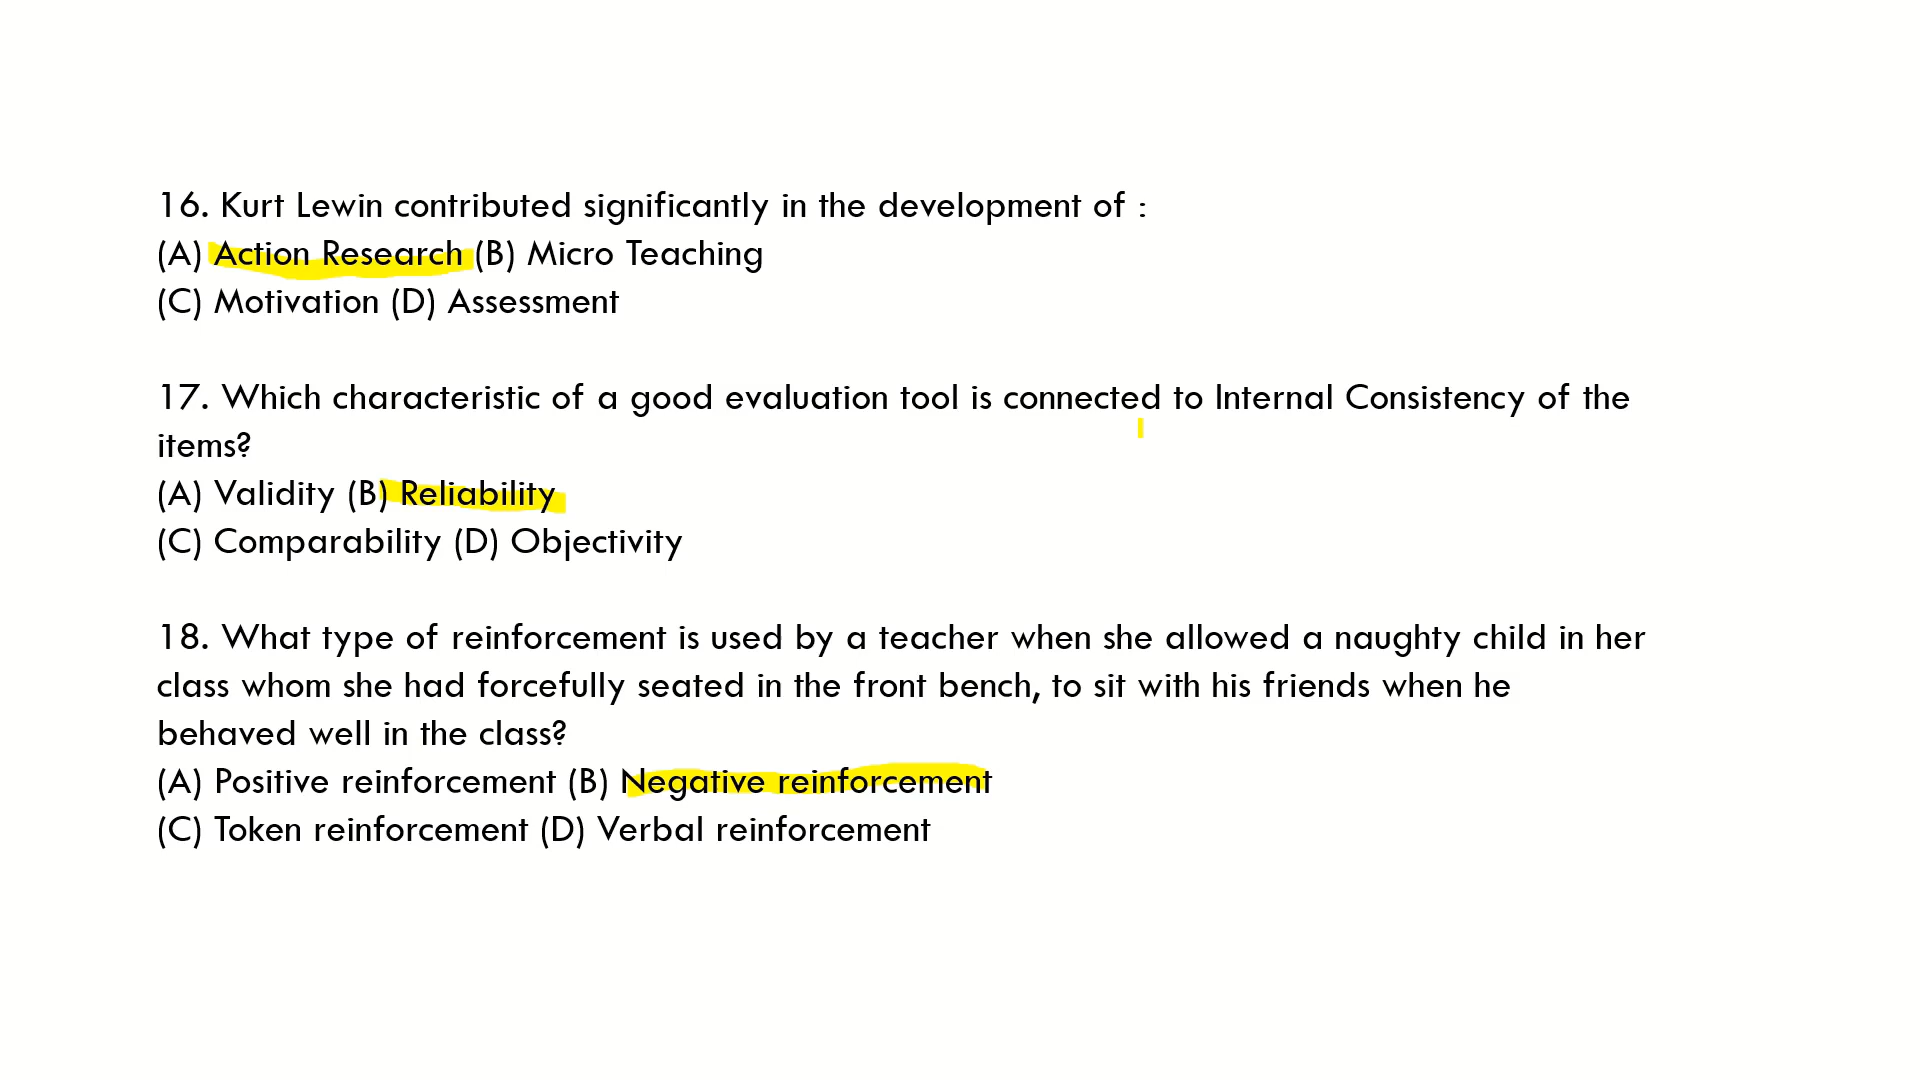 16. Kurt Lewin contributed significantly in the development of :
(A) Action Research (B) Micro Teaching
(C) Motivation (D) Assessment
17. Which characteristic of a good evaluation tool is connected to Internal Consistency of the
items?
(A) Validity (B) Reliability
(C) Comparability (D) Objectivity
18. What type of reinforcement is used by a teacher when she allowed a naughty child in her
class whom she had forcefully seated in the front bench, to sit with his friends when he
behaved well in the class?
(A) Positive reinforcement (B) Negative reinforcement
(C) Token reinforcement (D) Verbal reinforcement